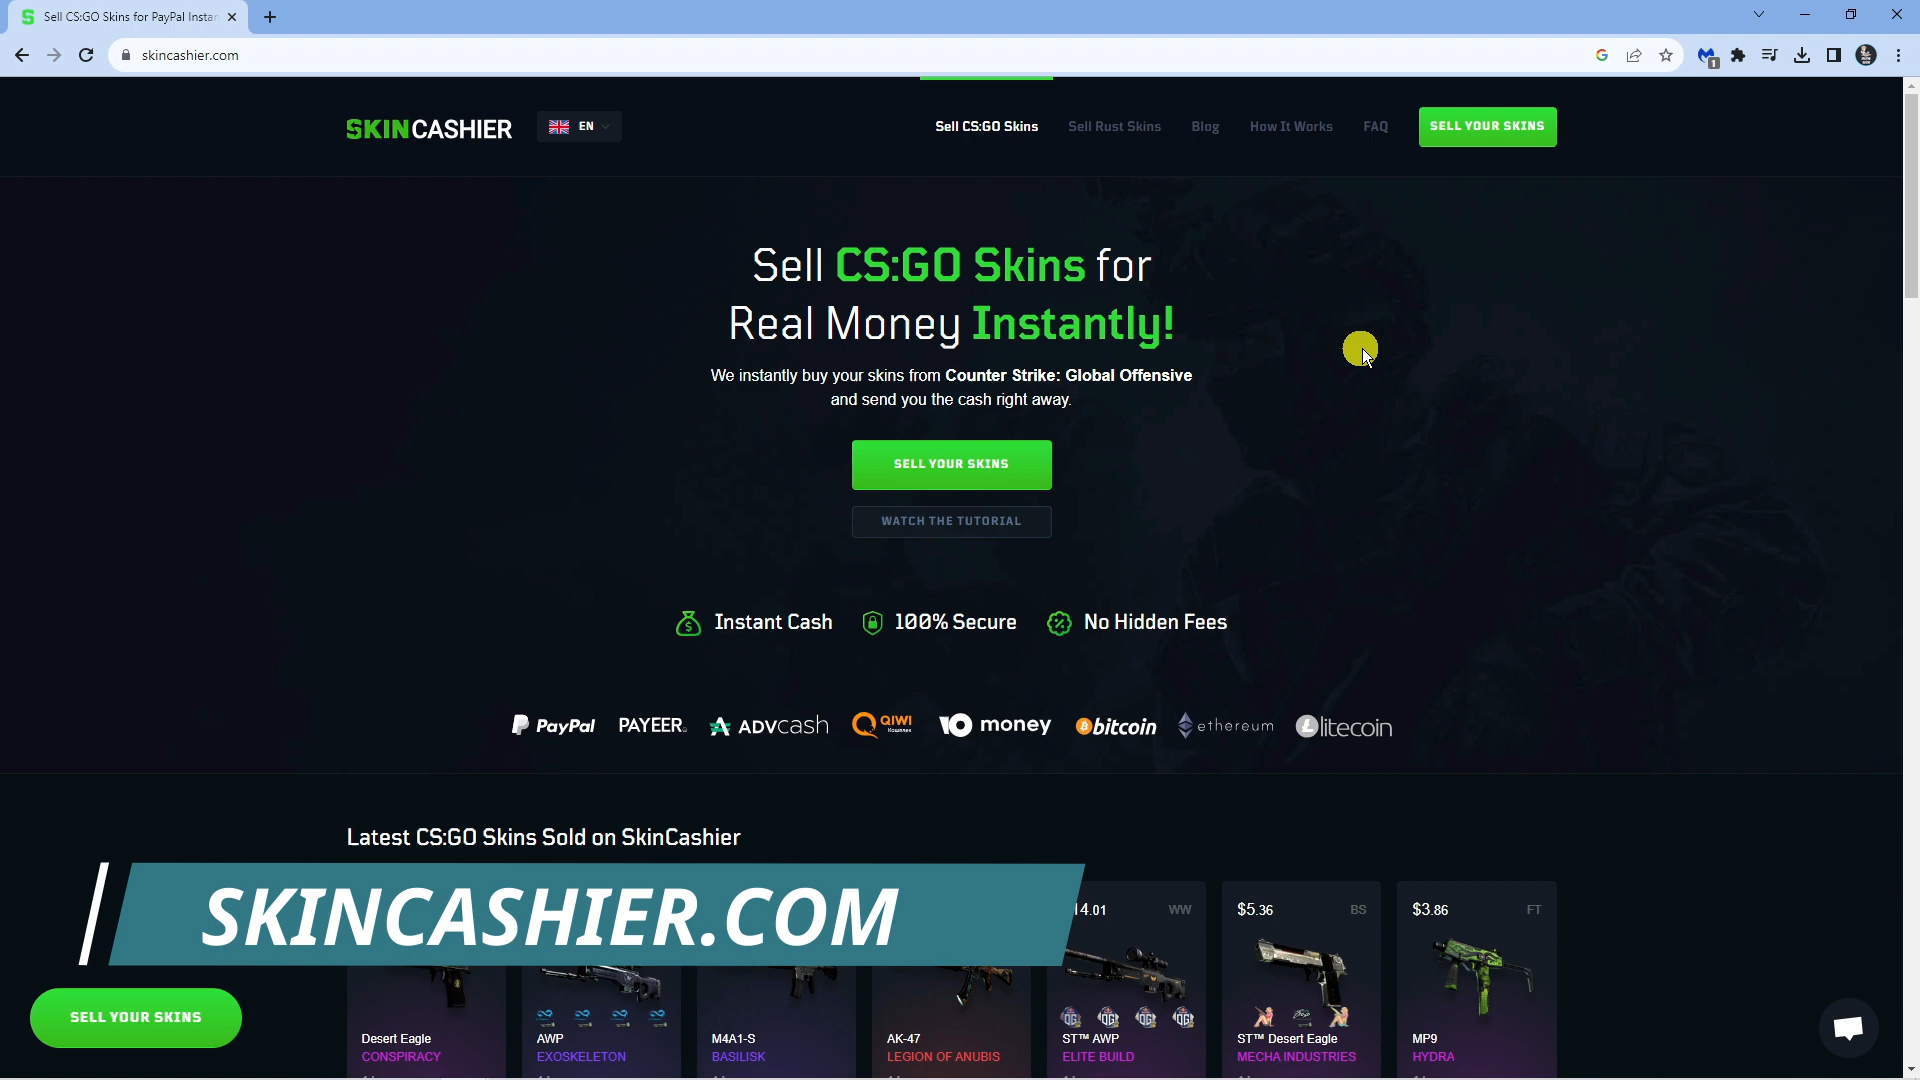 Sell CS:GO Skins for PayPal Instan
skincashier.com
1
SKINCASHIER
EN
Sell CS:GO Skins
Sell Rust Skins
Blog
How It Works
FAQ
SELL YOUR SKINS
Sell CS:GO Skins for
Real Money Instantly!
We instantly buy your skins from Counter Strike: Global Offensive
and send you the cash right away.
SELL YOUR SKINS
WATCH THE TUTORIAL
Instant Cash
100% Secure
No Hidden Fees
PayPal
PAYEER
ADVcash
QIWI
Кошелек
money
bitcoin
ethereum
litecoin
Latest CS:GO Skins Sold on SkinCashier
SKINCASHIER.COM
14.01
WW
$5.36
BS
$3.86
FT
Desert Eagle
CONSPIRACY
AWP
EXOSKELETON
M4A1-S
BASILISK
AK-47
LEGION OF ANUBIS
ST™ AWP
ELITE BUILD
ST™ Desert Eagle
MECHA INDUSTRIES
MP9
HYDRA
SELL YOUR SKINS